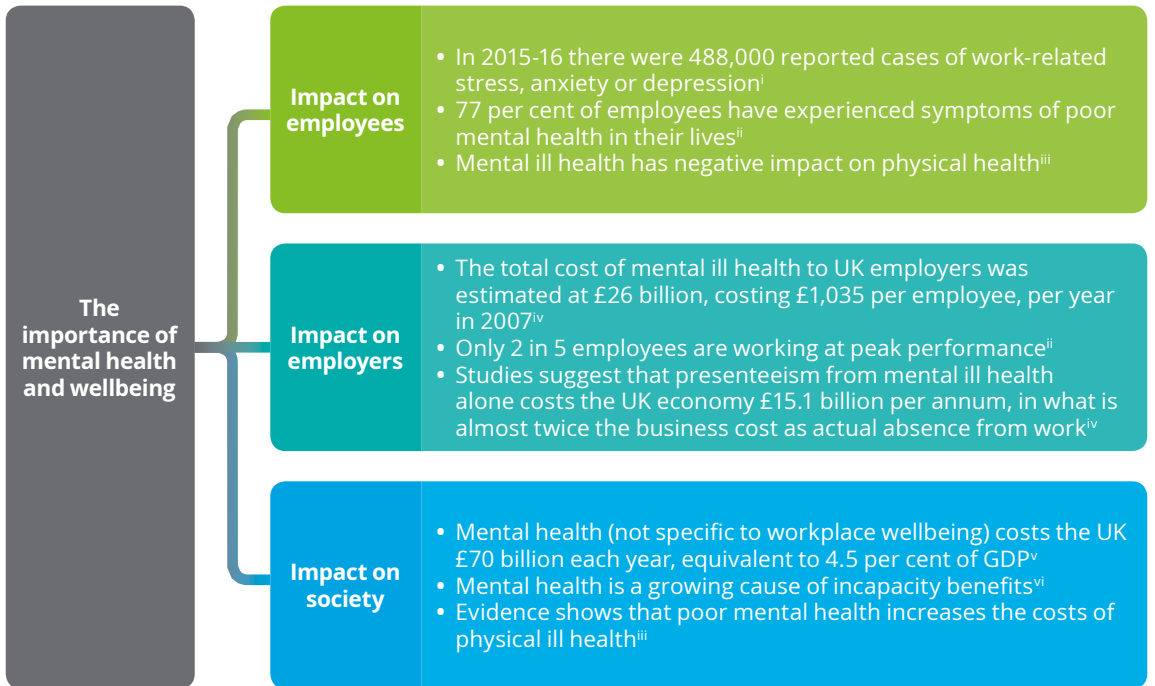 The
importance of
mental health
and wellbeing
Impact on
employees
• In 2015-16 there were 488,000 reported cases of work-related
stress, anxiety or depressionⁱ
• 77 per cent of employees have experienced symptoms of poor
mental health in their livesⁱⁱ
• Mental ill health has negative impact on physical healthⁱⁱⁱ
Impact on
employers
• The total cost of mental ill health to UK employers was
estimated at £26 billion, costing £1,035 per employee, per year
in 2007ⁱᵛ
• Only 2 in 5 employees are working at peak performanceⁱⁱ
• Studies suggest that presenteeism from mental ill health
alone costs the UK economy £15.1 billion per annum, in what is
almost twice the business cost as actual absence from workⁱᵛ
Impact on
society
• Mental health (not specific to workplace wellbeing) costs the UK
£70 billion each year, equivalent to 4.5 per cent of GDPᵛ
• Mental health is a growing cause of incapacity benefitsᵛⁱ
• Evidence shows that poor mental health increases the costs of
physical ill healthⁱⁱⁱ